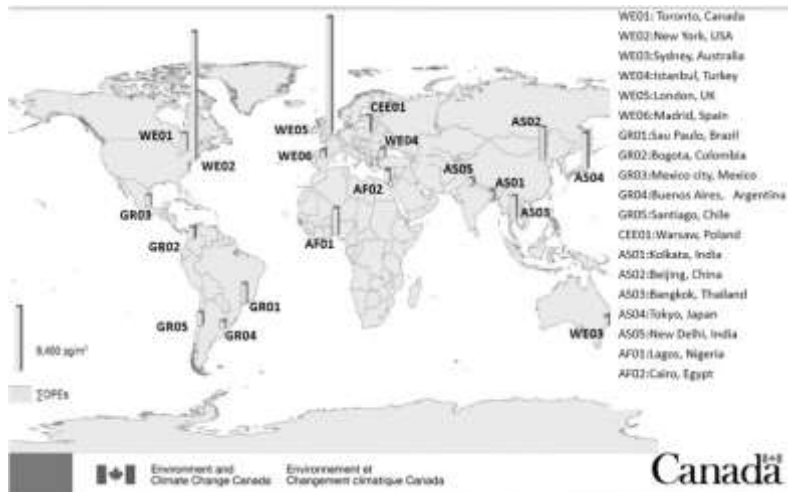 WE01: Toronto, Canada
WE02:New York, USA
WE03:Sydney, Australia
WE04:Istanbul, Turkey
WE05:London, UK
WE06:Madrid, Spain
GR01:Sau Paulo, Brazil
GR02:Bogota, Colombia
GR03:Mexico city, Mexico
GR04:Buenos Aires, Argentina
GR05:Santiago, Chile
CEE01:Warsaw, Poland
AS01:Kolkata, India
AS02:Beijing, China
AS03:Bangkok, Thailand
AS04:Tokyo, Japan
AS05:New Delhi, India
AF01:Lagos, Nigeria
AF02:Cairo, Egypt
CEE01
WE05
AS02
WE01
WE04
WE06
WE02
AS05
AS01
AS04
AF02
GR03
AS03
GR02
AF01
GR01
GR05
GR04
WE03
pg/m³
∑OPEs
Environment and
Climate Change Canada
Environnement et
Changement climatique Canada
Canada